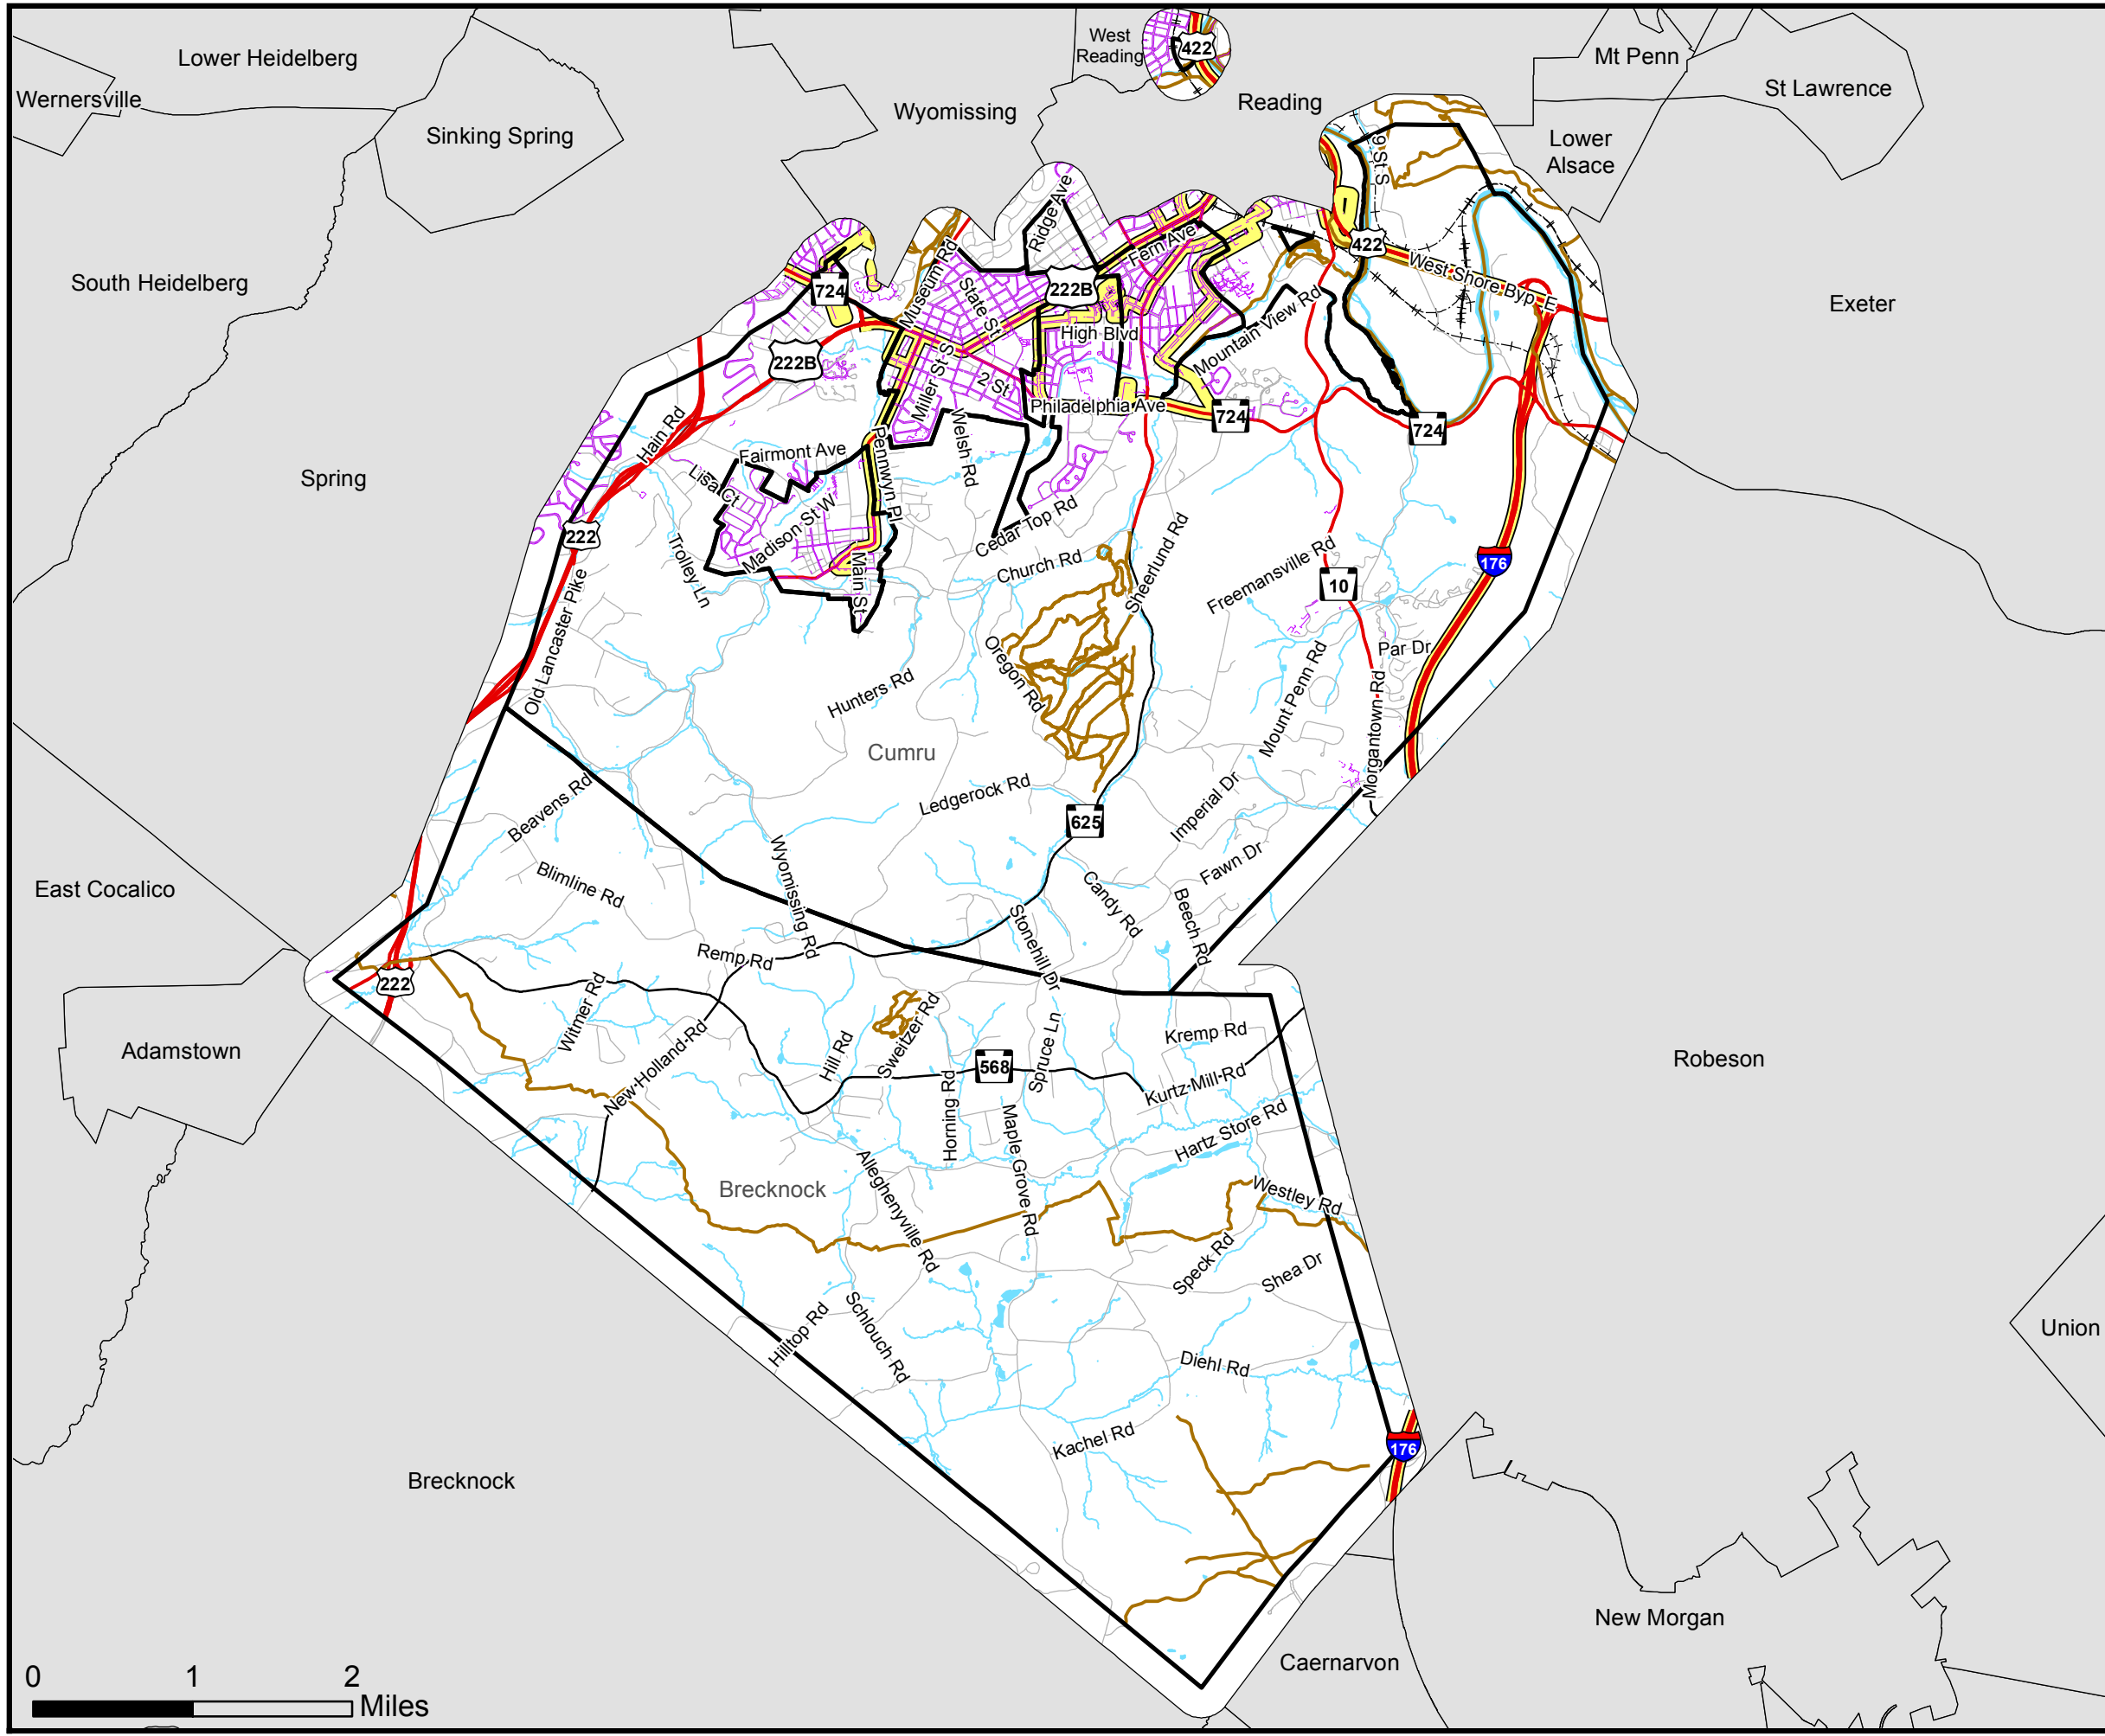 Lower Heidelberg
Wernersville
Sinking Spring
West
Reading
422
Wyomissing
Reading
Mt Penn
St Lawrence
Lower
Alsace
9 St S
Ridge Ave
South Heidelberg
724
Museum Rd
State St
222B
Fern Ave
422
West Shore Byp E
Exeter
High Blvd
Mountain View Rd
222B
Miller St S
2 St
Philadelphia Ave
724
724
Hain Rd
Welsh Rd
Fairmont Ave
Pennwyn Pl
Spring
Lisa Ct
Madison St W
Cedar Top Rd
222
Trolley Ln
Main St
Church Rd
Sheerlund Rd
Freemansville Rd
176
10
Old Lancaster Pike
Oregon Rd
Par Dr
Hunters Rd
Mount Penn Rd
Morgantown Rd
Cumru
Ledgerock Rd
625
Imperial Dr
Beavens Rd
Blimline Rd
Wyomissing Rd
Fawn Dr
Candy Rd
Beech Rd
East Cocalico
Stonehill Dr
Remp Rd
222
Witmer Rd
Adamstown
New Holland Rd
Hill Rd
Sweitzer Rd
568
Spruce Ln
Kremp Rd
Kurtz Mill Rd
Robeson
Horning Rd
Maple Grove Rd
Hartz Store Rd
Brecknock
Alleghenyville Rd
Westley Rd
Speck Rd
Shea Dr
Hilltop Rd
Schlouch Rd
Union
Diehl Rd
Kachel Rd
176
Brecknock
New Morgan
Caernarvon
0 1 2
Miles